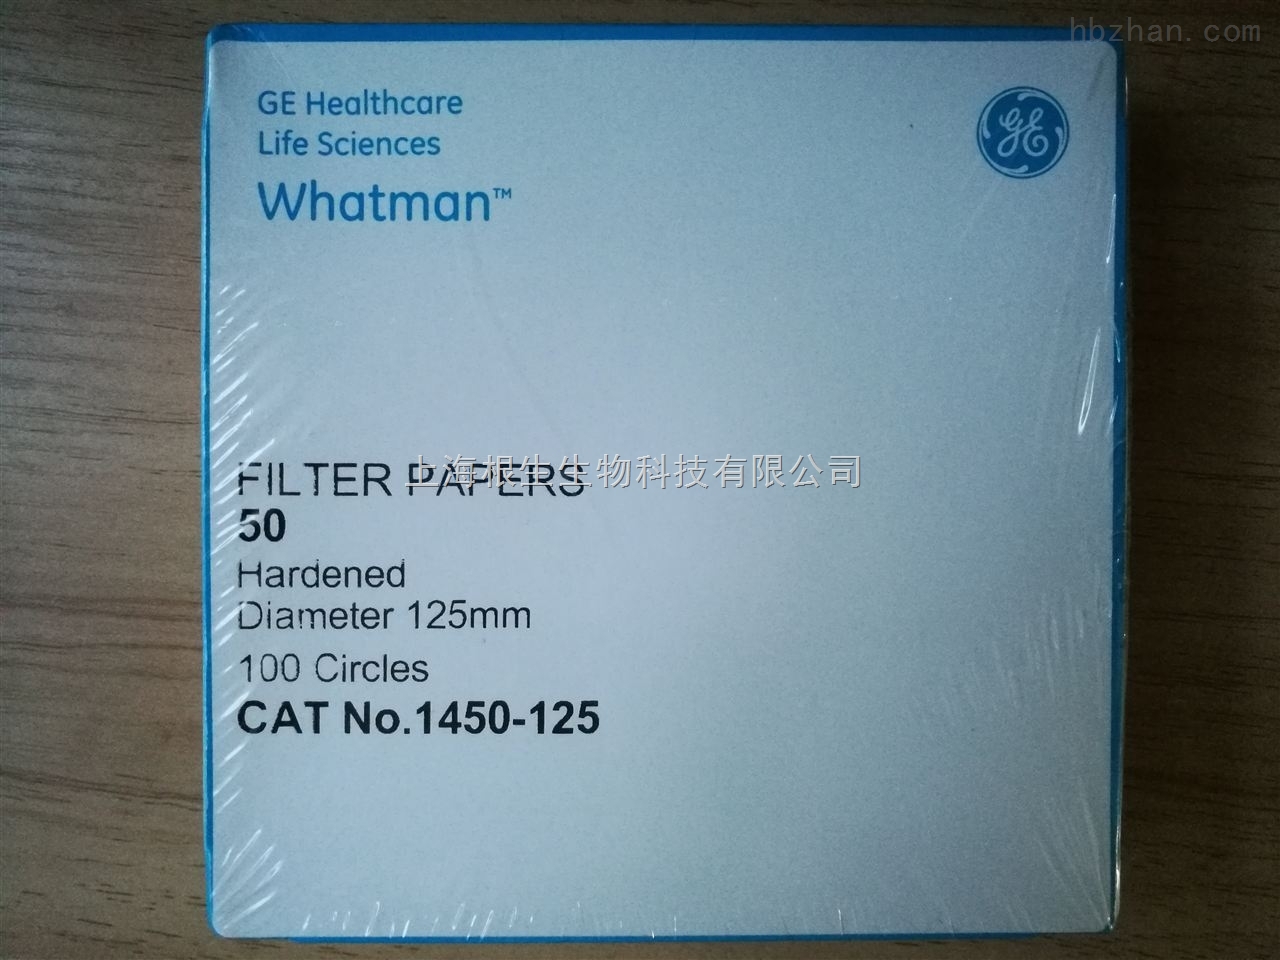 hbzhan.com
GE Healthcare
Life Sciences
Whatman™
GE
FILTER PAPERS
上海根生生物科技有限公司
50
Hardened
Diameter 125mm
100 Circles
CAT No.1450-125